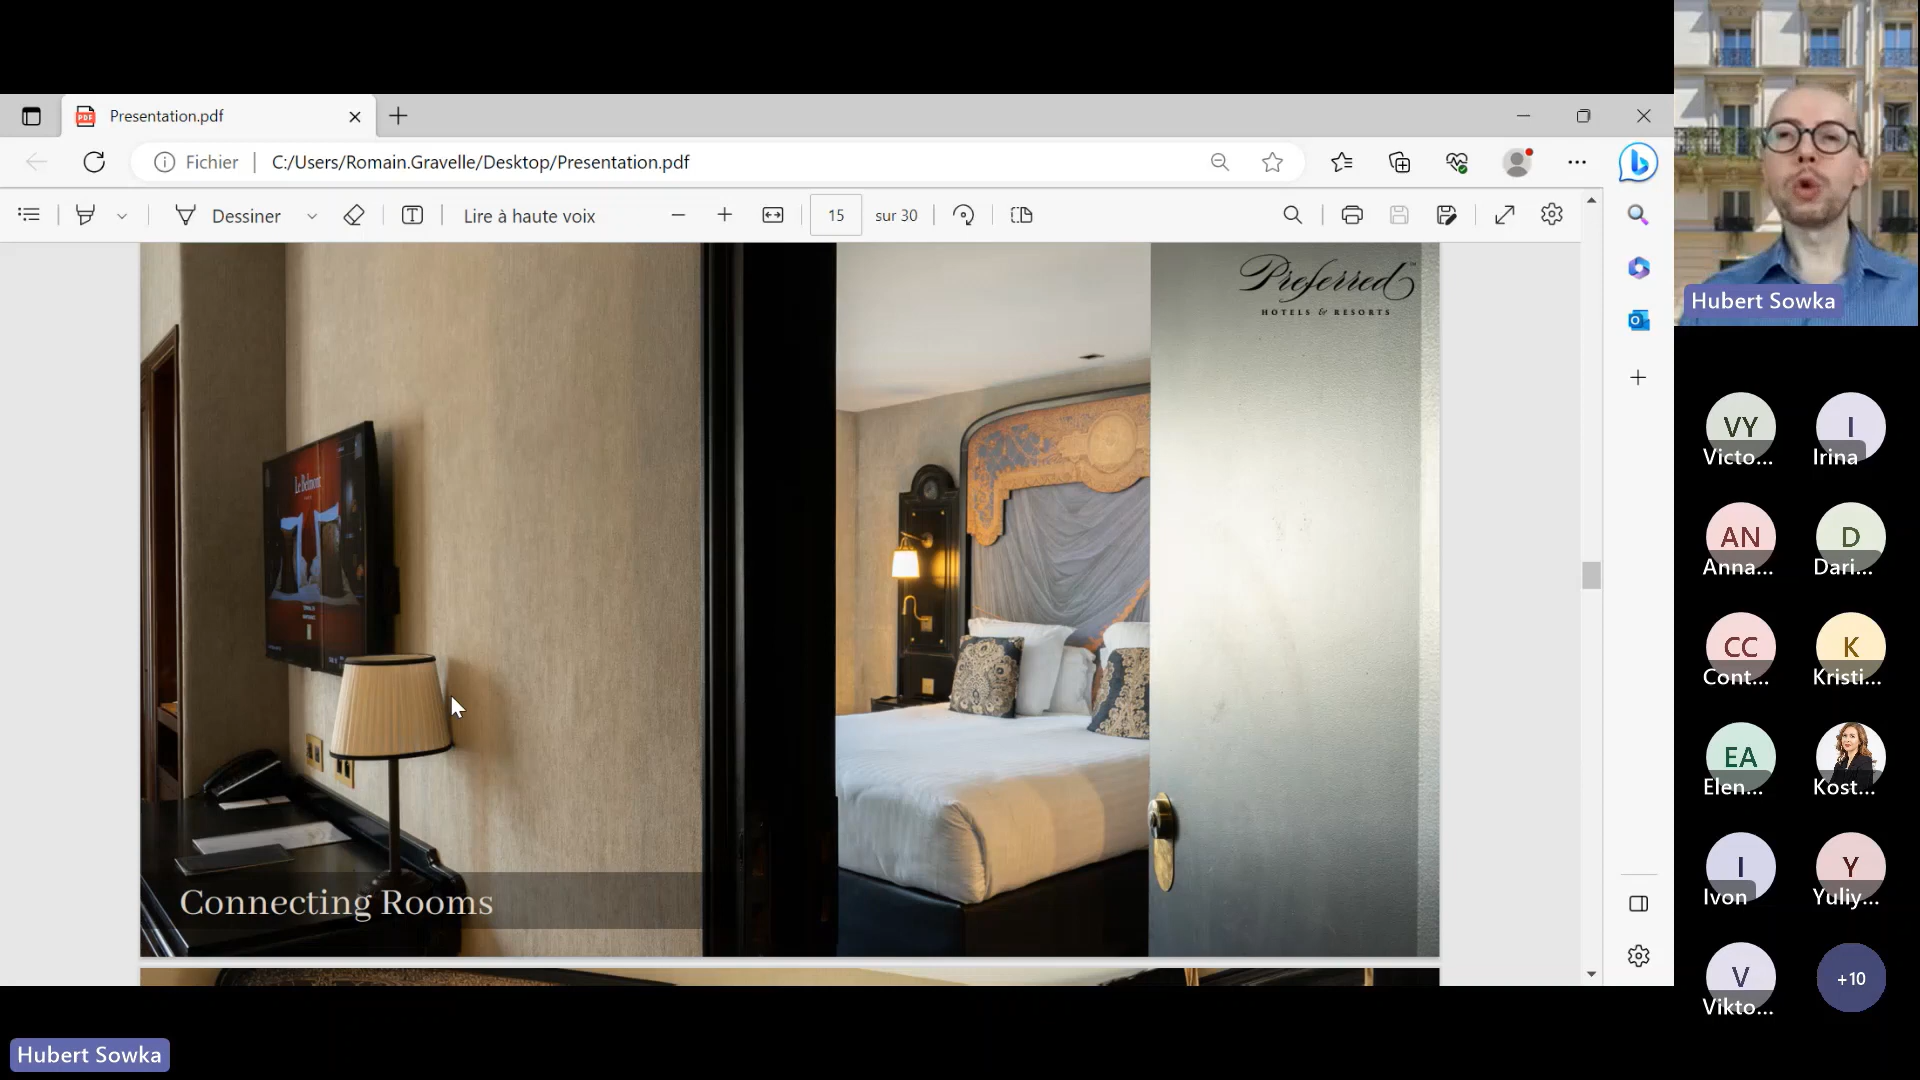 Presentation.pdf
Fichier
C:/Users/Romain.Gravelle/Desktop/Presentation.pdf
Dessiner
Lire à haute voix
15
sur 30
Preferred
HOTELS & RESORTS
Le Belmont
Connecting Rooms
Hubert Sowka
VY
Victo...
I
Irina
AN
Anna...
D
Dari...
CC
Cont...
K
Kristi...
EA
Elen...
Kost...
I
Ivon
Y
Yuliy...
V
Vikto...
+10
Hubert Sowka